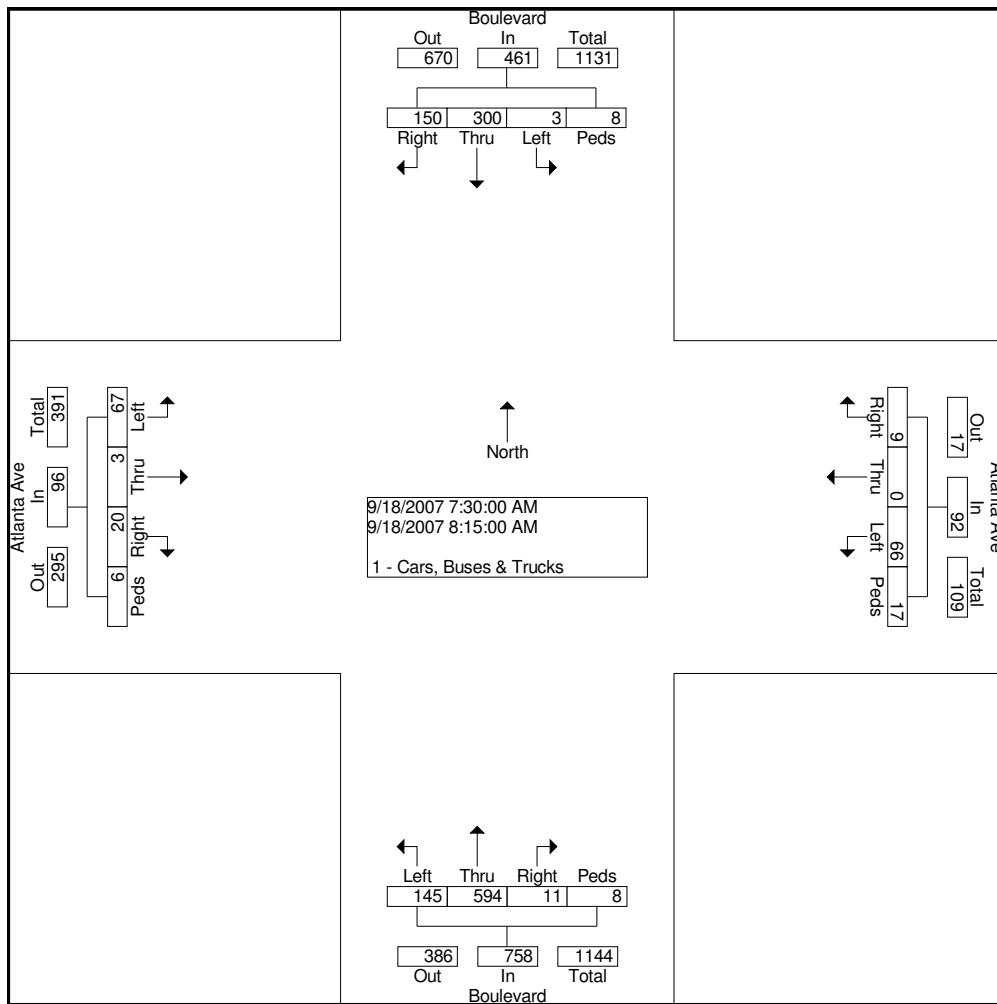 Boulevard
Out In Total
670 461 1131
150 300 3 8
Right Thru Left Peds
Atlanta Ave
Total In Out
391 96 295
67 3 20 6
Left Thru Right Peds
North
9/18/2007 7:30:00 AM
9/18/2007 8:15:00 AM
1 - Cars, Buses & Trucks
Right Thru Left Peds
9 0 66 17
Out In Total
17 92 109
Atlanta Ave
Left Thru Right Peds
145 594 11 8
386 758 1144
Out In Total
Boulevard